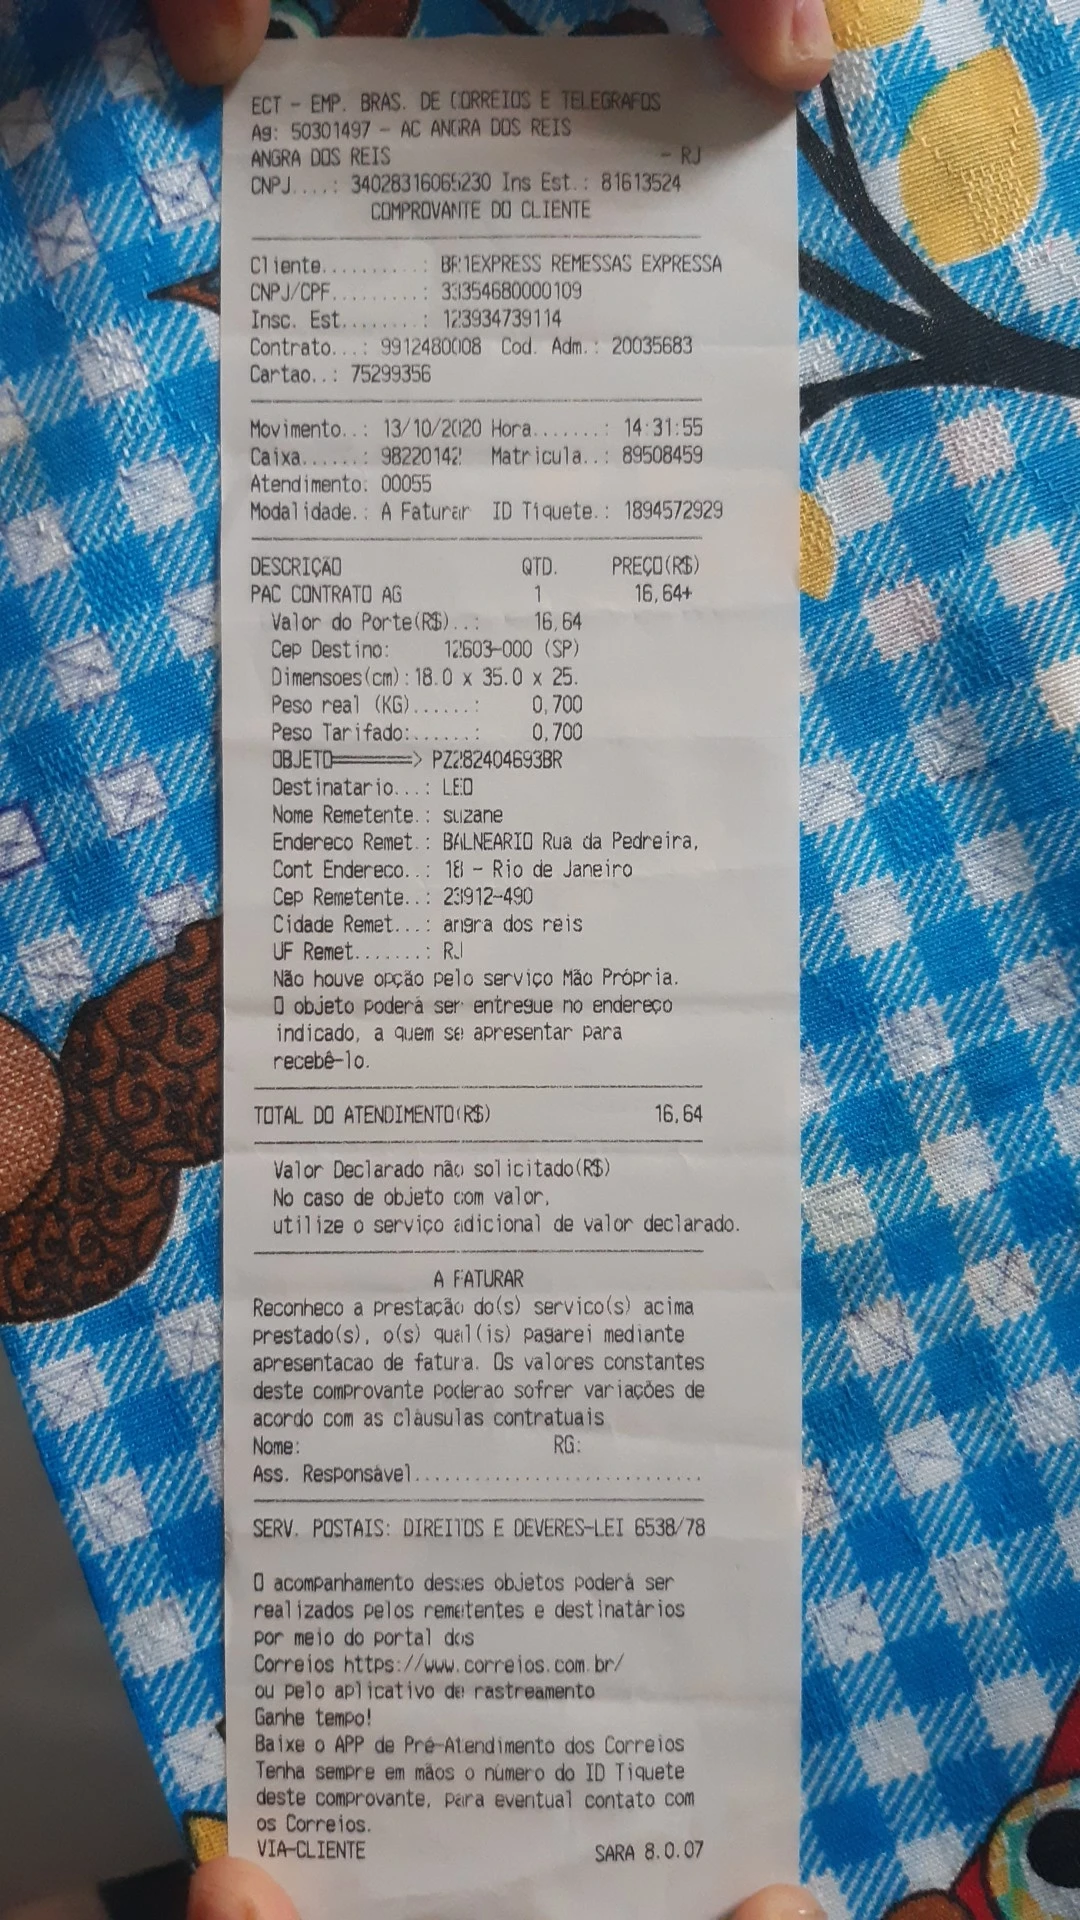 ECT - EMP. BRAS. DE CORREIOS E TELEGRAFOS
Ag: 50301497 - AC ANGRA DOS REIS
ANGRA DOS REIS - RJ
CNPJ....: 34028316065230 Ins Est.: 81613524
COMPROVANTE DO CLIENTE
Cliente..........: BR1EXPRESS REMESSAS EXPRESSA
CNPJ/CPF.........: 33354680000109
Insc. Est........: 123934739114
Contrato...: 9912480008 Cod. Adm.: 20035683
Cartao..: 75299356
Movimento..: 13/10/2020 Hora.......: 14:31:55
Caixa......: 98220142 Matricula..: 89508459
Atendimento: 00055
Modalidade.: A Faturar ID Tiquete.: 1894572929
DESCRIÇÃO QTD. PREÇO(R$)
PAC CONTRATO AG 1 16,64+
Valor do Porte(R$)..: 16,64
Cep Destino: 12603-000 (SP)
Dimensoes(cm):18.0 x 35.0 x 25.
Peso real (KG)......: 0,700
Peso Tarifado:......: 0,700
OBJETO========> PZ282404693BR
Destinatario...: LEO
Nome Remetente.: suzane
Endereco Remet.: BALNEARIO Rua da Pedreira,
Cont Endereco..: 18 - Rio de Janeiro
Cep Remetente..: 23912-490
Cidade Remet...: angra dos reis
UF Remet.......: RJ
Não houve opção pelo serviço Mão Própria.
O objeto poderá ser entregue no endereço
indicado, a quem se apresentar para
recebê-lo.
TOTAL DO ATENDIMENTO(R$) 16,64
Valor Declarado não solicitado(R$)
No caso de objeto com valor,
utilize o serviço adicional de valor declarado.
A FATURAR
Reconheco a prestação do(s) servico(s) acima
prestado(s), o(s) qual(is) pagarei mediante
apresentacao de fatura. Os valores constantes
deste comprovante poderao sofrer variações de
acordo com as cláusulas contratuais
Nome: RG:
Ass. Responsável.............................
SERV. POSTAIS: DIREITOS E DEVERES-LEI 6538/78
O acompanhamento desses objetos poderá ser
realizados pelos remetentes e destinatários
por meio do portal dos
Correios https://www.correios.com.br/
ou pelo aplicativo de rastreamento
Ganhe tempo!
Baixe o APP de Pré-Atendimento dos Correios
Tenha sempre em mãos o número do ID Tiquete
deste comprovante, para eventual contato com
os Correios.
VIA-CLIENTE SARA 8.0.07